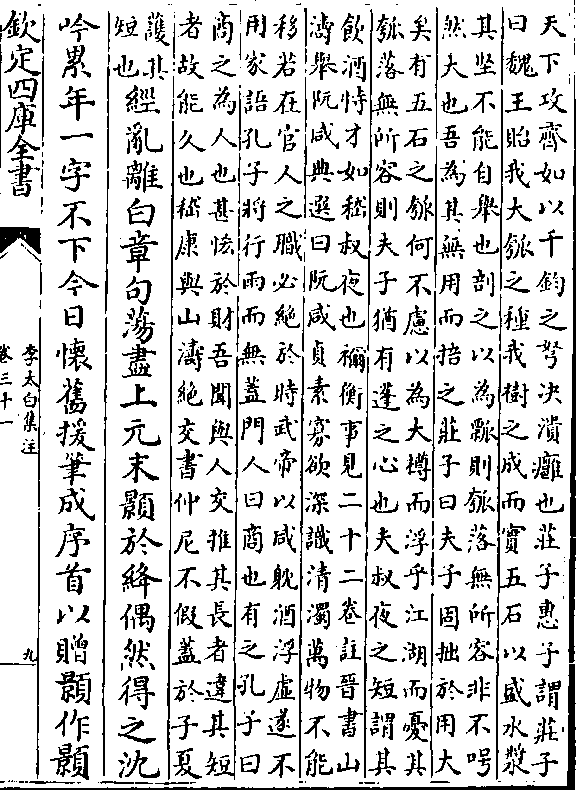 天下攻齊如以千鈞之弩决潰癰也莊子惠子謂莊子
曰魏王貽我大瓠之種我樹之成而實五石以盛水漿
其坚不能自舉也剖之以為瓢則瓠落無所容非不呺
然大也吾為其無用而掊之莊子曰夫子固拙於用大
矣有五石之瓠何不慮以為大樽而浮乎江湖而憂其
瓠落無所容則夫子猶有蓬之心也夫叔夜之短謂其
飲酒恃才如嵇叔夜也禰衡事見二十二卷註晉書山
濤舉阮咸典選曰阮咸貞素寡欲深識清濁萬物不能
移若在官人之職必絶於時武帝以咸躭酒浮虚遂不
用家語孔子將行雨而無蓋門人曰商也有之孔子曰
商之為人也甚恡於財吾聞與人交推其長者違其短
者故能久也嵇康與山濤絶交書仲尼不假蓋於子夏
護其
短也經亂離白章句蕩盡上元末顥於絳偶然得之沈
吟累年一字不下今日懷舊援筆成序首以贈顥作顥
欽定四庫全書
李太白集注
卷三十一
九